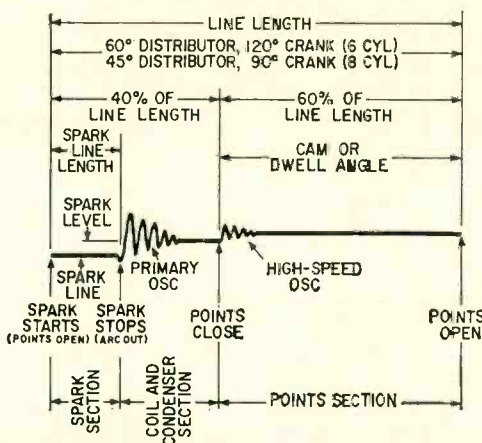 LINE LENGTH
60° DISTRIBUTOR, 120° CRANK (6 CYL)
45° DISTRIBUTOR, 90° CRANK (8 CYL)
40% OF
LINE LENGTH
60% OF
LINE LENGTH
SPARK
LINE
LENGTH
CAM OR
DWELL ANGLE
SPARK
LEVEL
PRIMARY
OSC
HIGH-SPEED
OSC
SPARK
LINE
SPARK
STARTS
(POINTS OPEN)
SPARK
STOPS
(ARC OUT)
POINTS
CLOSE
POINTS
OPEN
SPARK
SECTION
COIL AND
CONDENSER
SECTION
POINTS SECTION